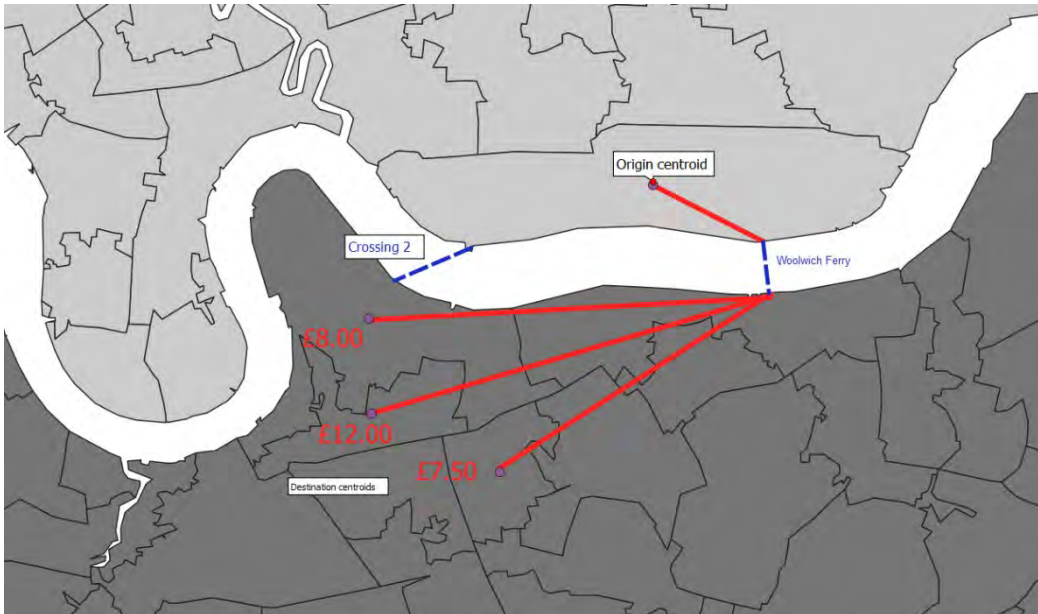 Origin centroid
Crossing 2
Woolwich Ferry
£8.00
£12.00
£7.50
Destination centroids